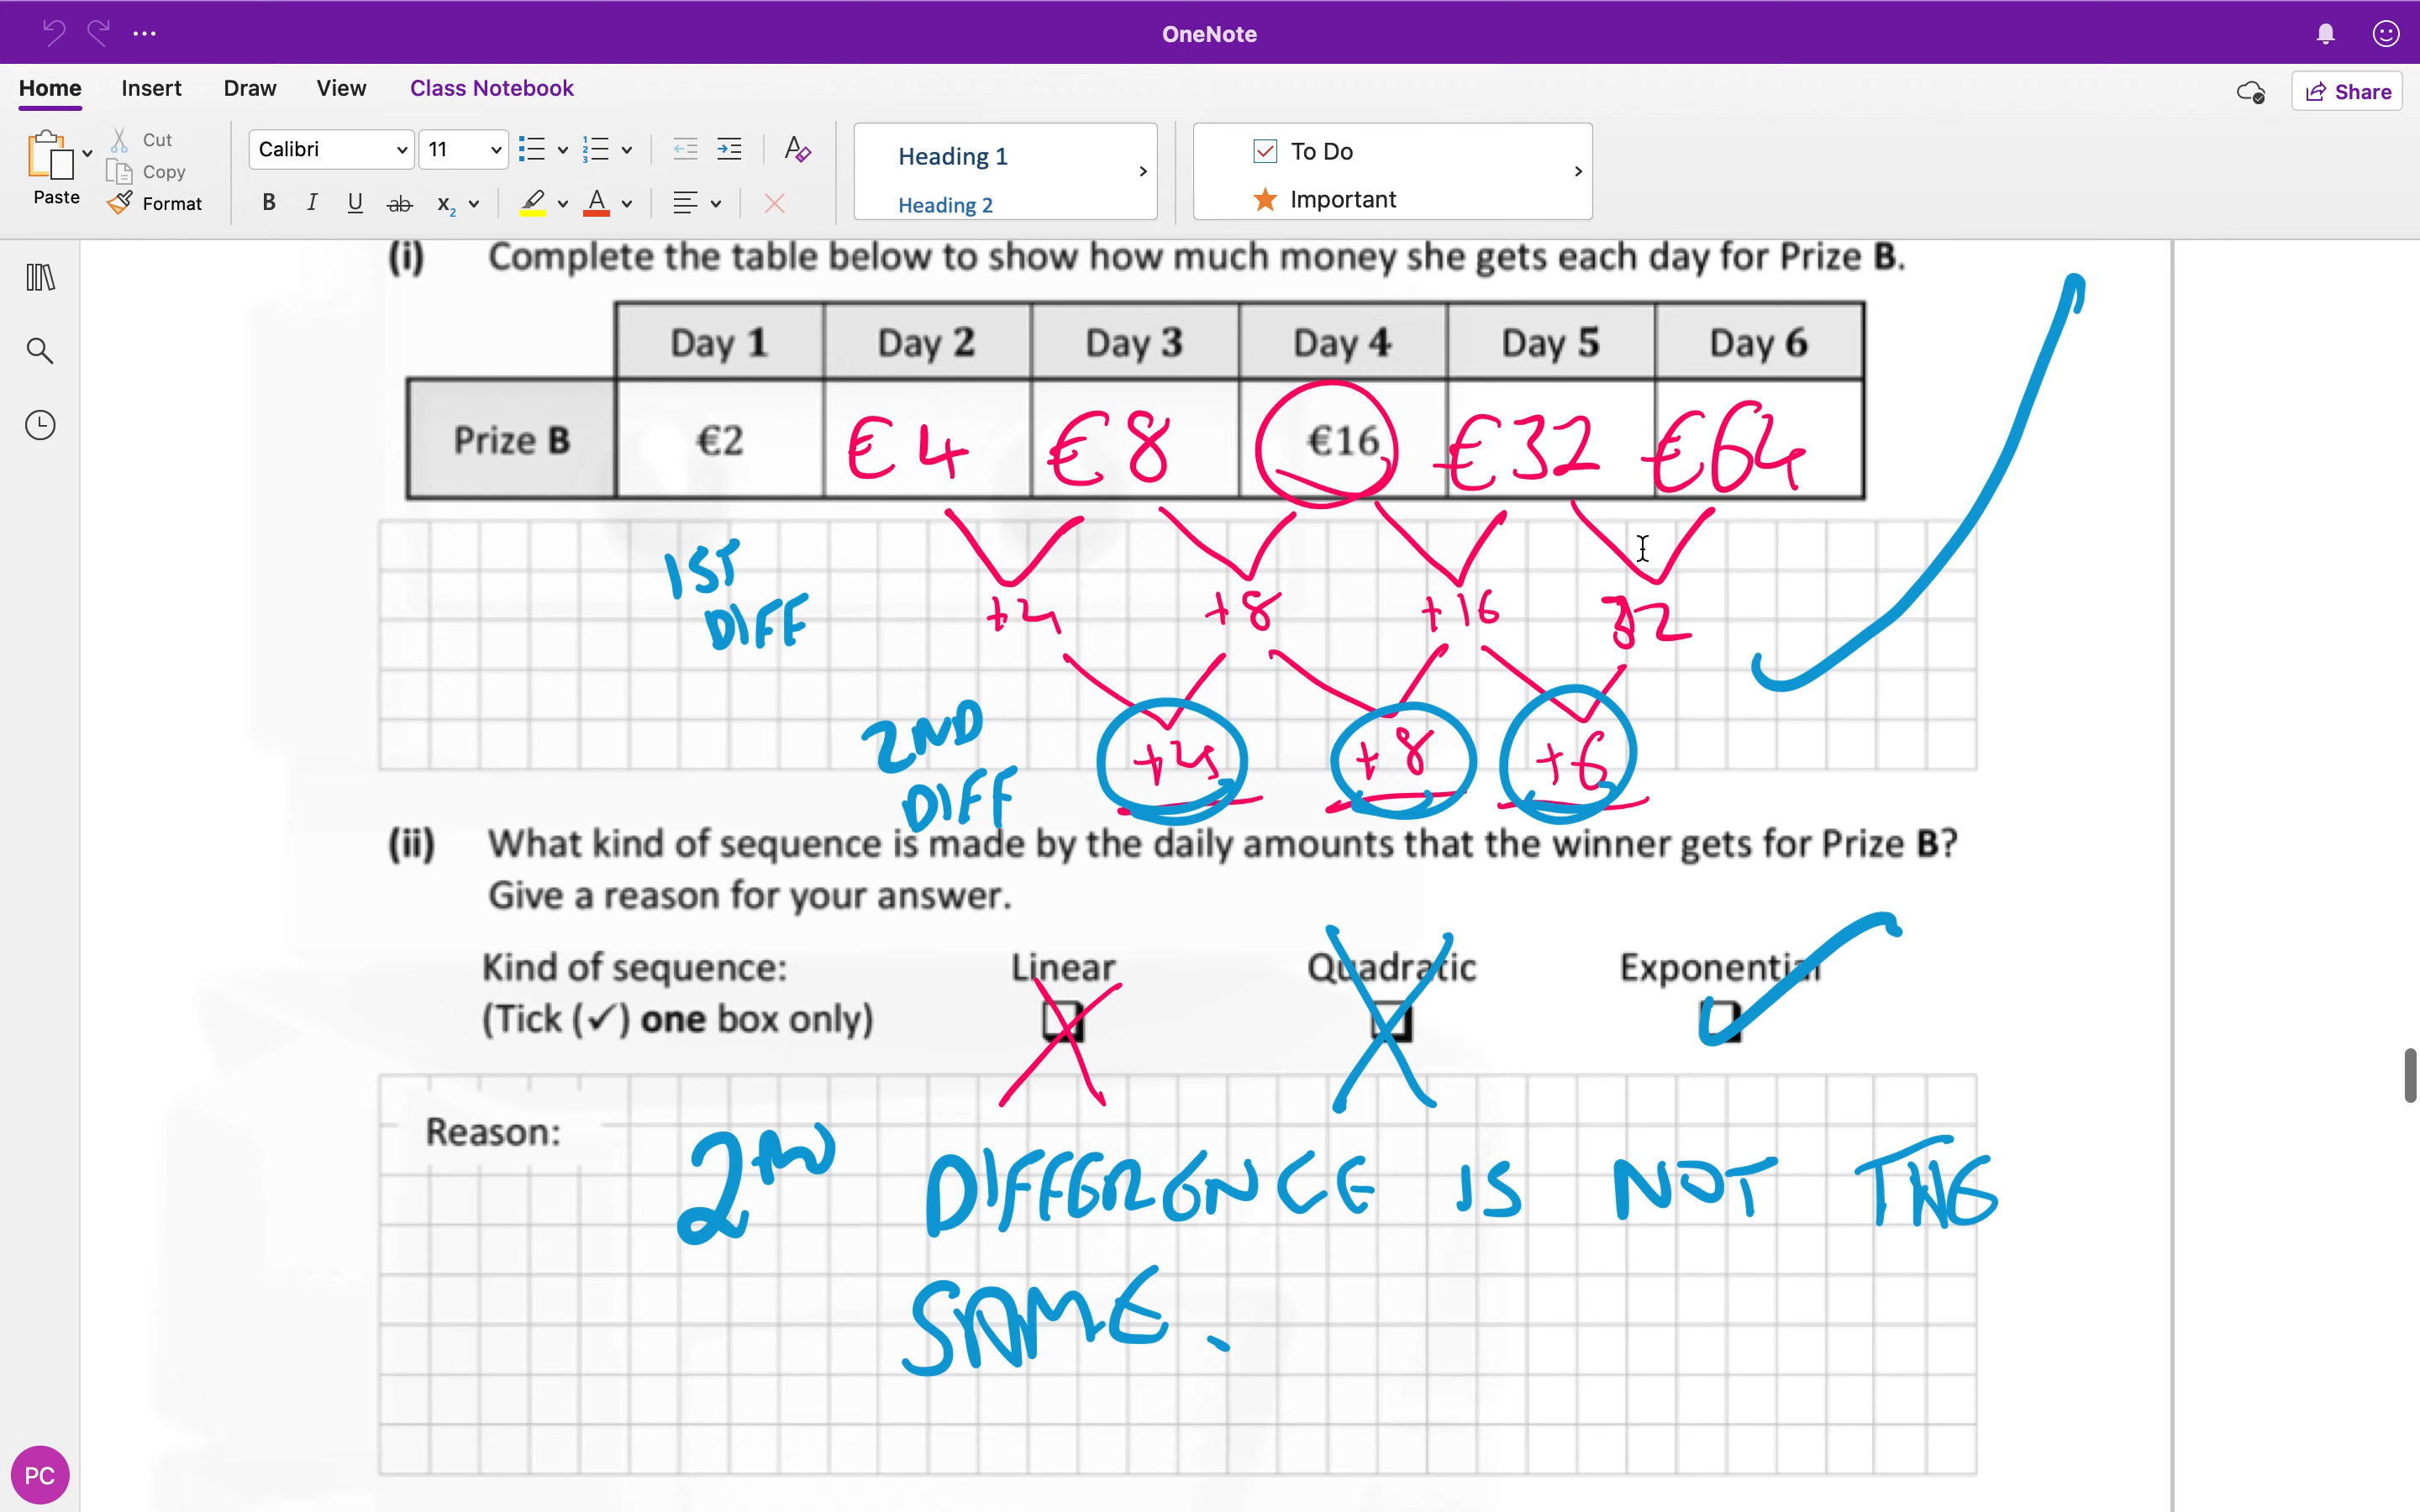 OneNote
Home Insert Draw View Class Notebook Share
Paste Cut Copy Format
Calibri 11
B I U ab x₂ A
Heading 1
Heading 2
To Do
Important
(i) Complete the table below to show how much money she gets each day for Prize B.
Day 1 Day 2 Day 3 Day 4 Day 5 Day 6
Prize B €2 €4 €8 €16 €32 €64
1ST DIFF +4 +8 +16 32
2ND DIFF +4 +8 +6
(ii) What kind of sequence is made by the daily amounts that the winner gets for Prize B?
Give a reason for your answer.
Kind of sequence: Linear Quadratic Exponential
(Tick (✓) one box only)
Reason: 2ND DIFFERENCE IS NOT THE
SAME.
PC